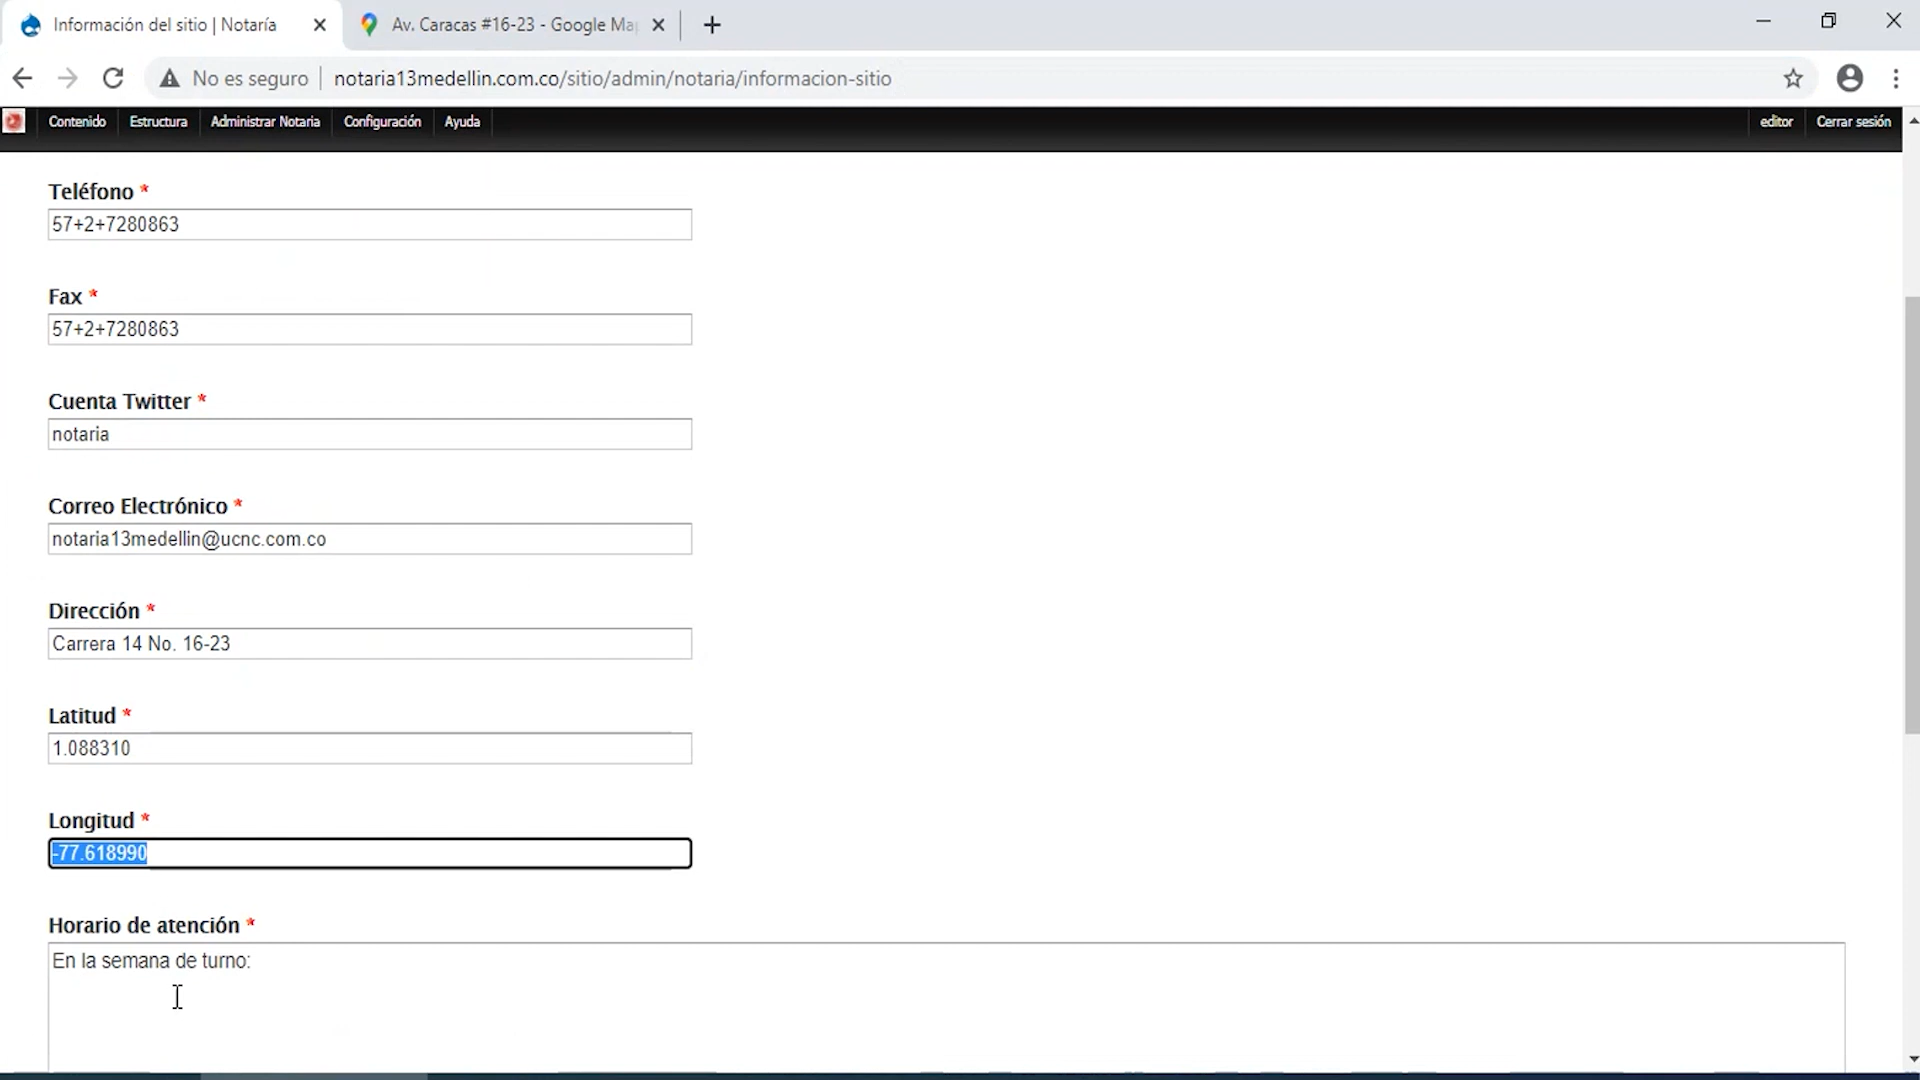 Información del sitio | Notaría
Av. Caracas #16-23 - Google Ma
No es seguro
notaria13medellin.com.co/sitio/admin/notaria/informacion-sitio
Contenido Estructura Administrar Notaria Configuración Ayuda editor Cerrar sesión
Teléfono *
57+2+7280863
Fax *
57+2+7280863
Cuenta Twitter *
notaria
Correo Electrónico *
notaria13medellin@ucnc.com.co
Dirección *
Carrera 14 No. 16-23
Latitud *
1.088310
Longitud *
-77.618990
Horario de atención *
En la semana de turno: